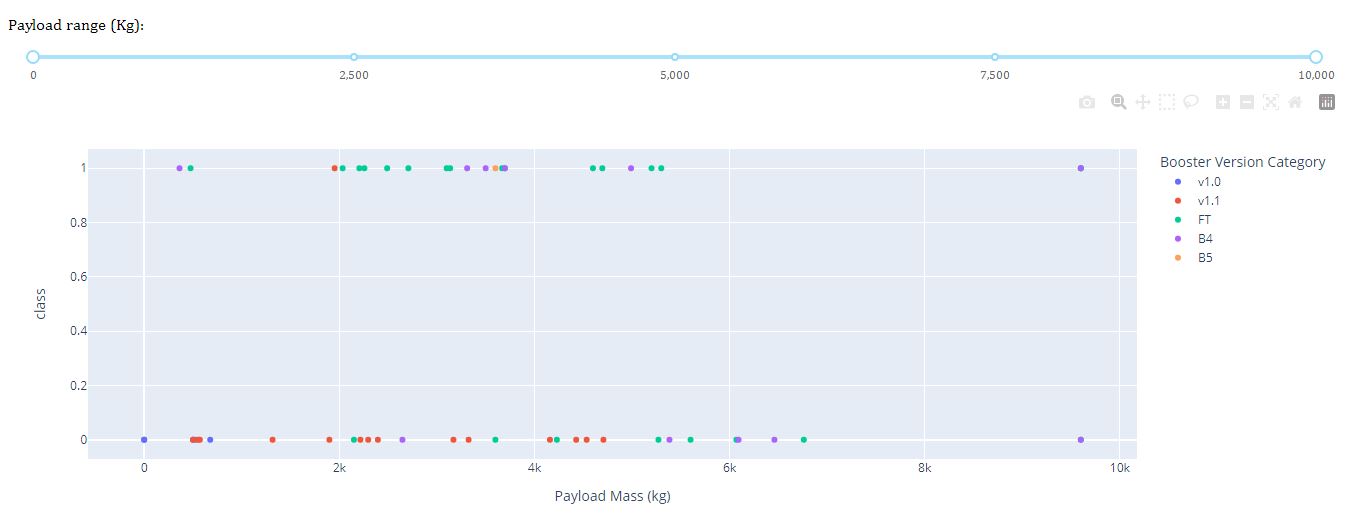 Payload range (Kg):
0 2,500 5,000 7,500 10,000
Booster Version Category
v1.0
v1.1
FT
B4
B5
class
1
0.8
0.6
0.4
0.2
0
0 2k 4k 6k 8k 10k
Payload Mass (kg)